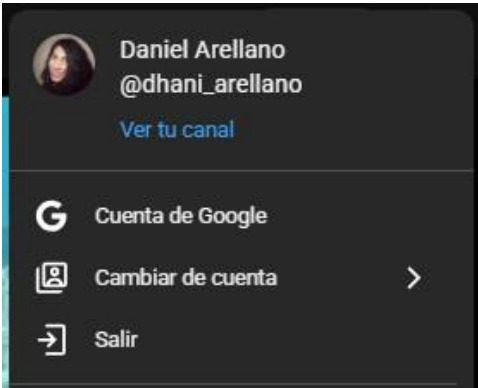 Daniel Arellano
@dhani_arellano
Ver tu canal
Cuenta de Google
Cambiar de cuenta
Salir